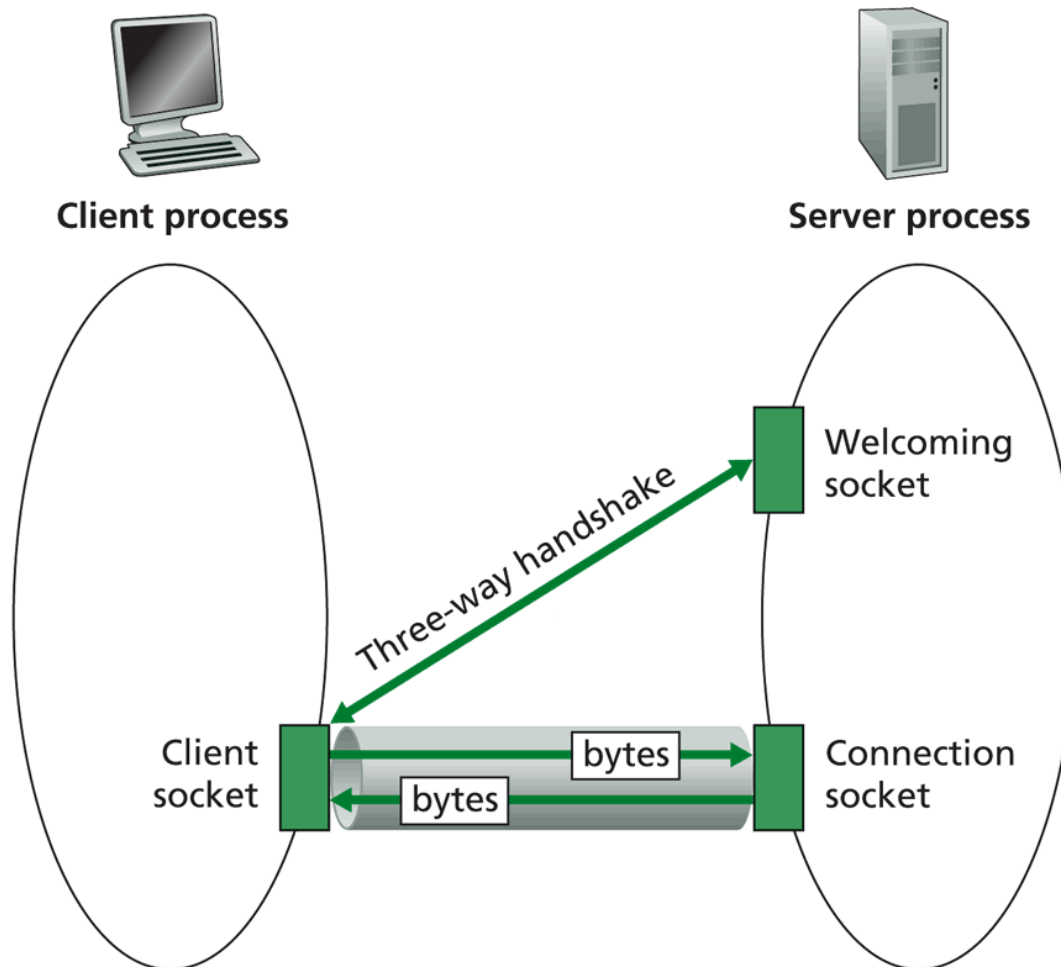 Client process
Server process
Welcoming
socket
Three-way handshake
Client
socket
bytes
bytes
Connection
socket